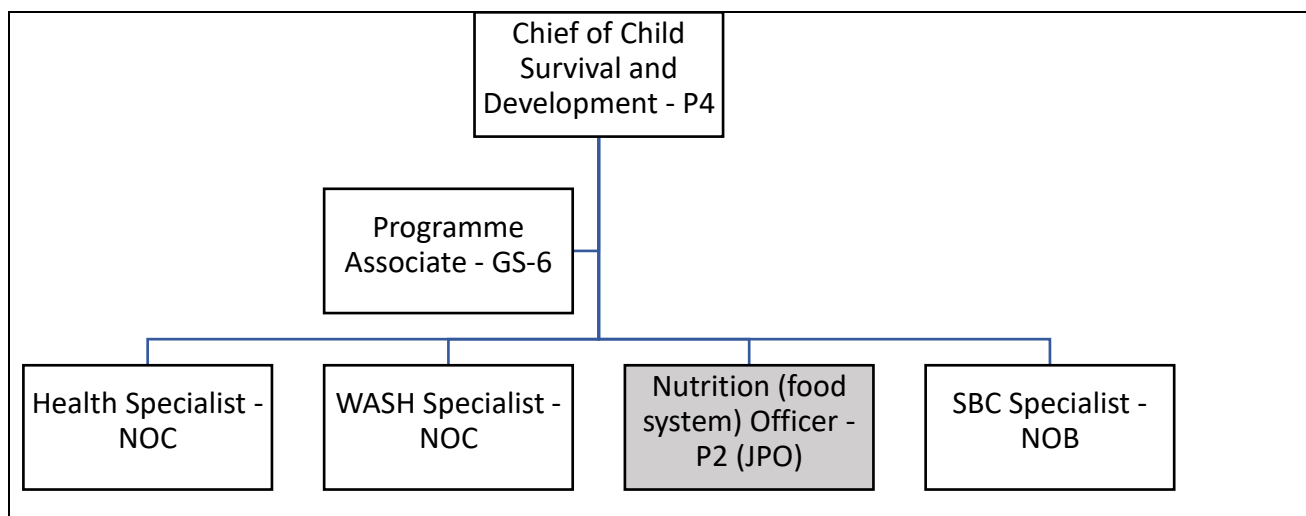 Chief of Child
Survival and
Development - P4
Programme
Associate - GS-6
Health Specialist -
NOC
WASH Specialist -
NOC
Nutrition (food
system) Officer -
P2 (JPO)
SBC Specialist -
NOB